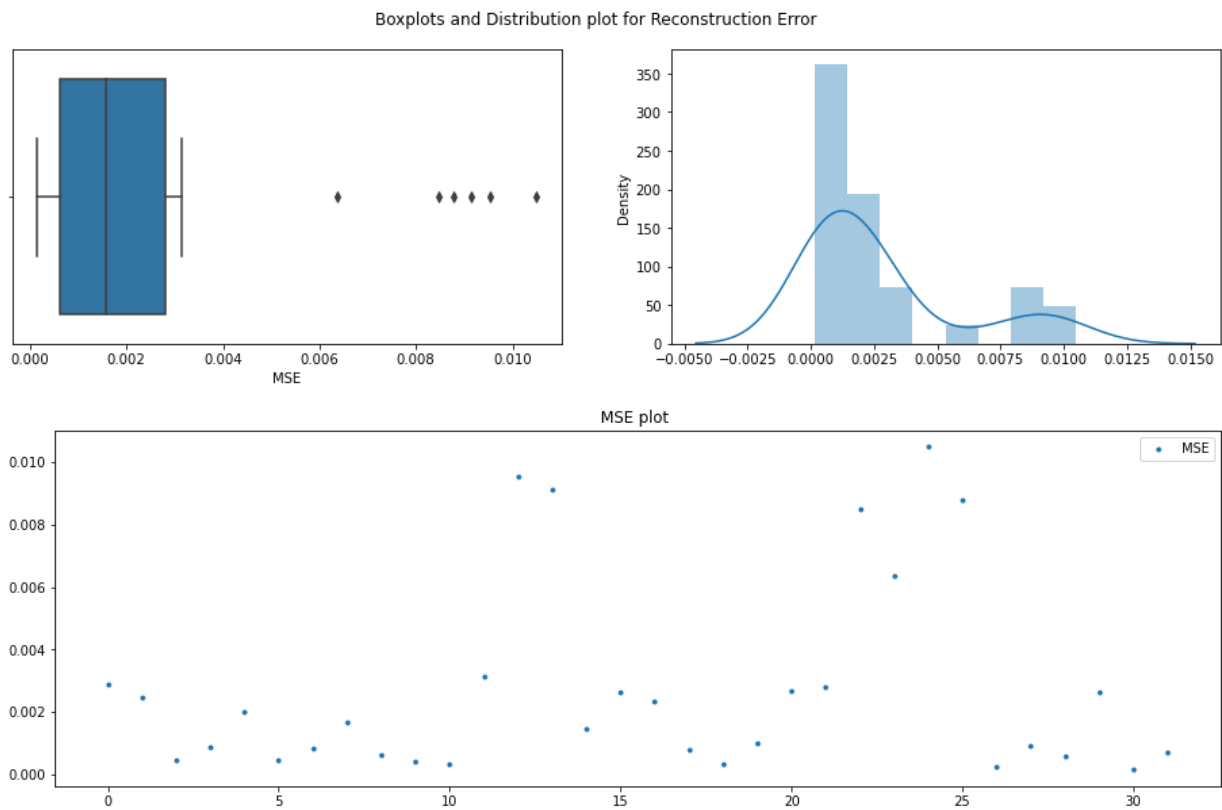 Boxplots and Distribution plot for Reconstruction Error
0.000 0.002 0.004 0.006 0.008 0.010
MSE
350
300
250
200
150
100
50
0
Density
−0.0050 −0.0025 0.0000 0.0025 0.0050 0.0075 0.0100 0.0125 0.0150
MSE plot
MSE
0.010
0.008
0.006
0.004
0.002
0.000
0 5 10 15 20 25 30